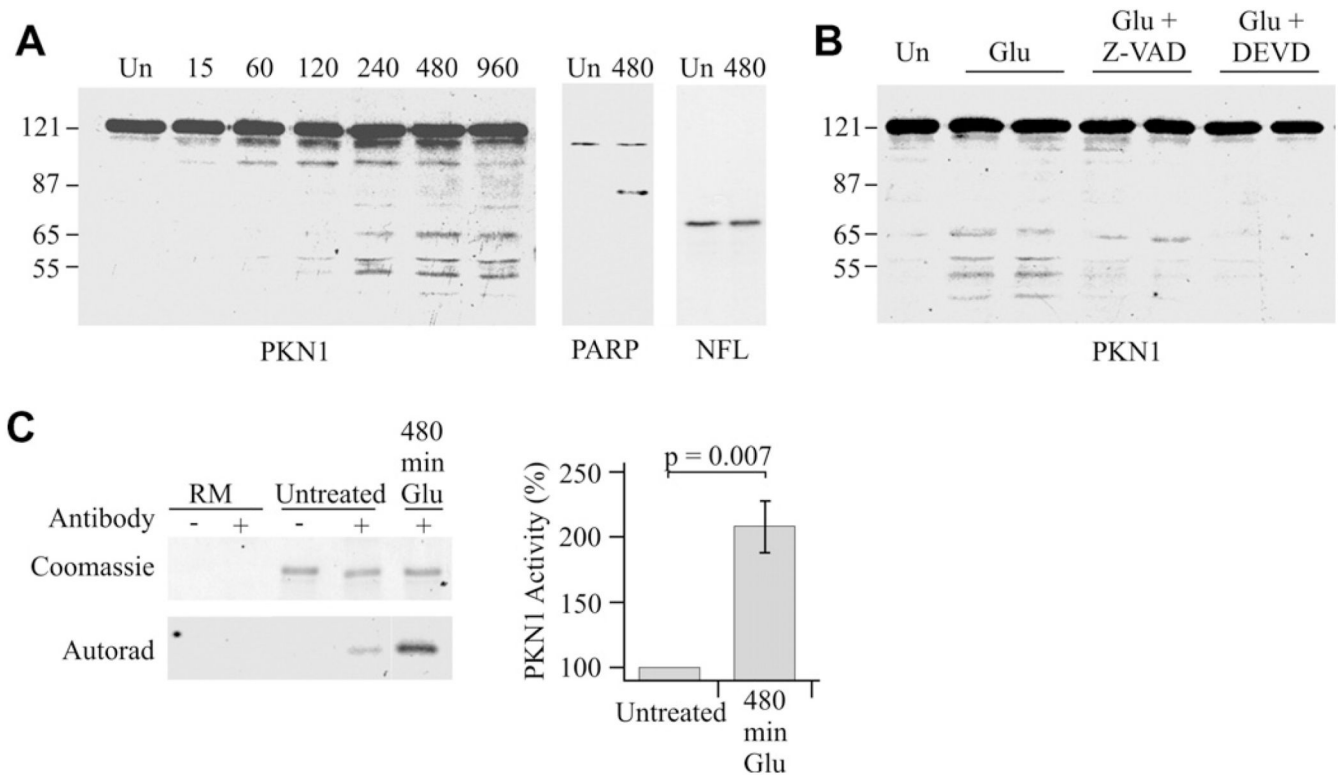 A
Un 15 60 120 240 480 960
121
87
65
55
PKN1
Un 480
PARP
Un 480
NFL
B
Un Glu Glu + Z-VAD Glu + DEVD
121
87
65
55
PKN1
C
RM Untreated 480 min Glu
Antibody - + - + +
Coomassie
Autorad
PKN1 Activity (%)
250
200
150
100
p = 0.007
Untreated
480
min
Glu